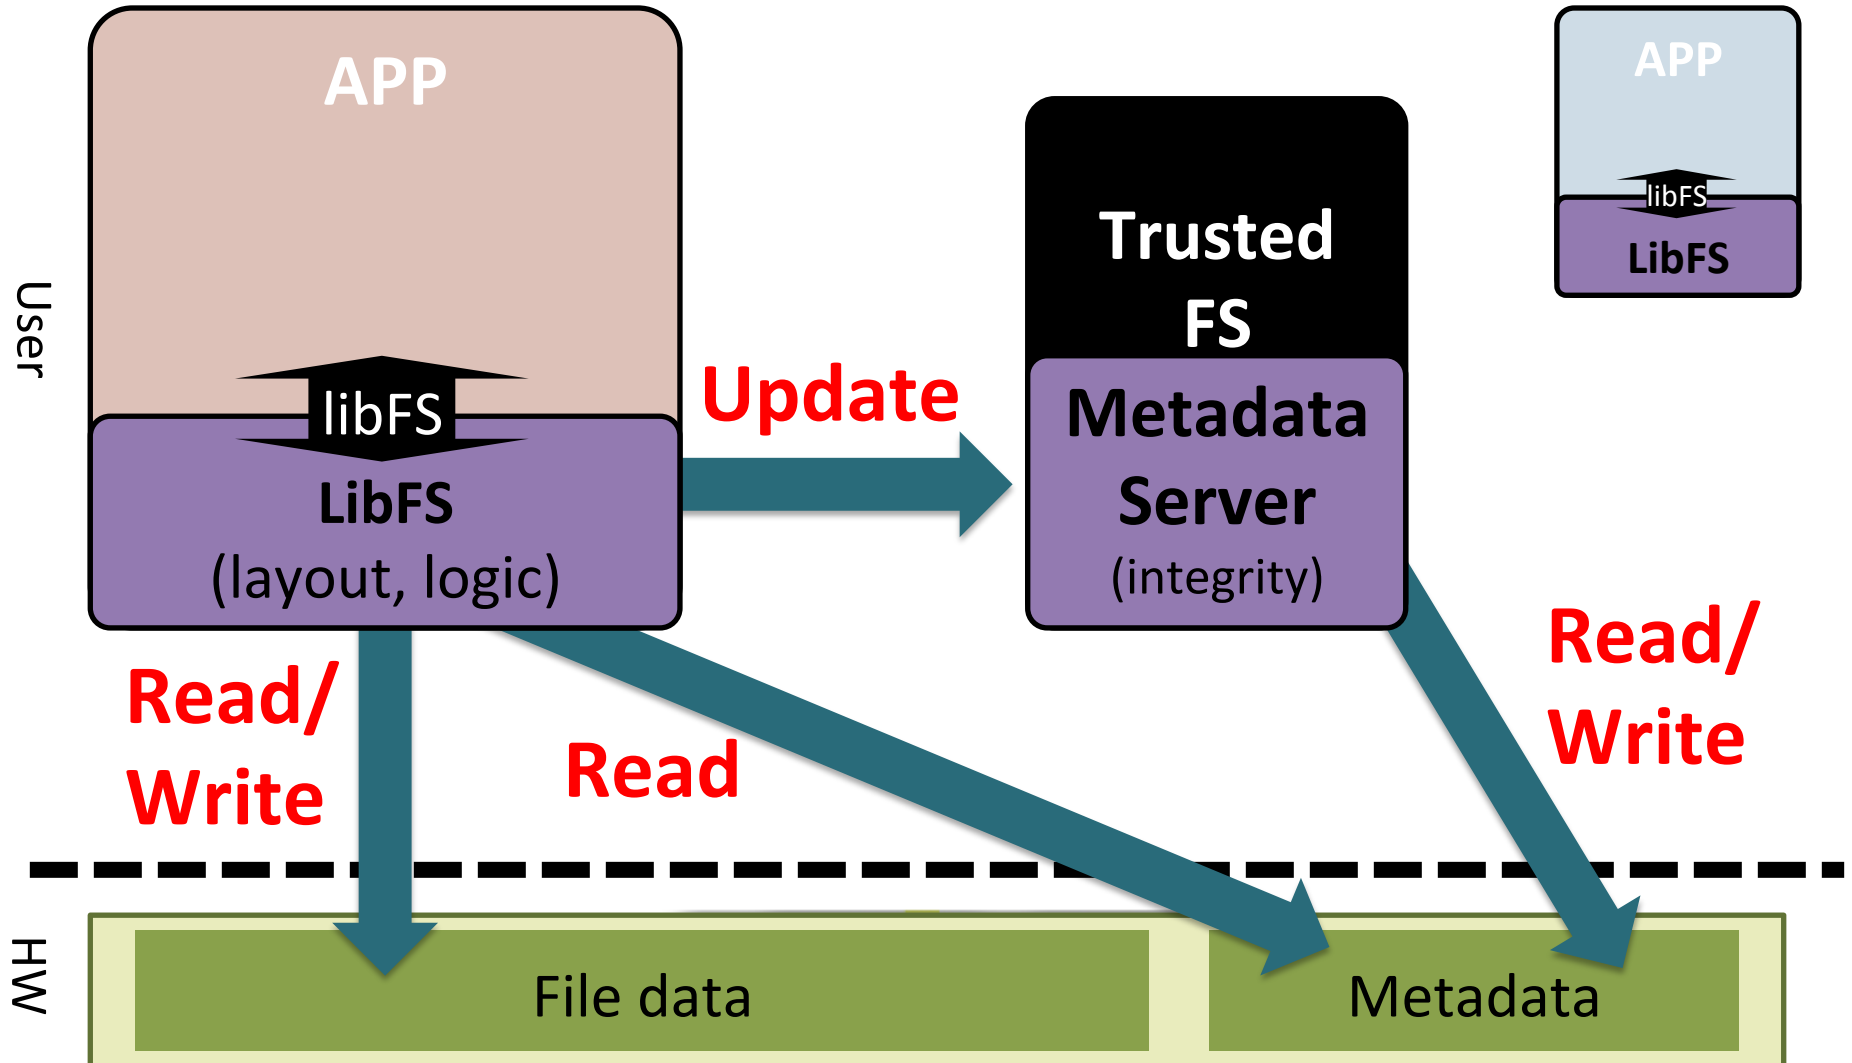 APP
libFS
LibFS
(layout, logic)
Update
Trusted
FS
Metadata
Server
(integrity)
APP
libFS
LibFS
User
Read/
Write
Read
Read/
Write
HW
File data
Metadata